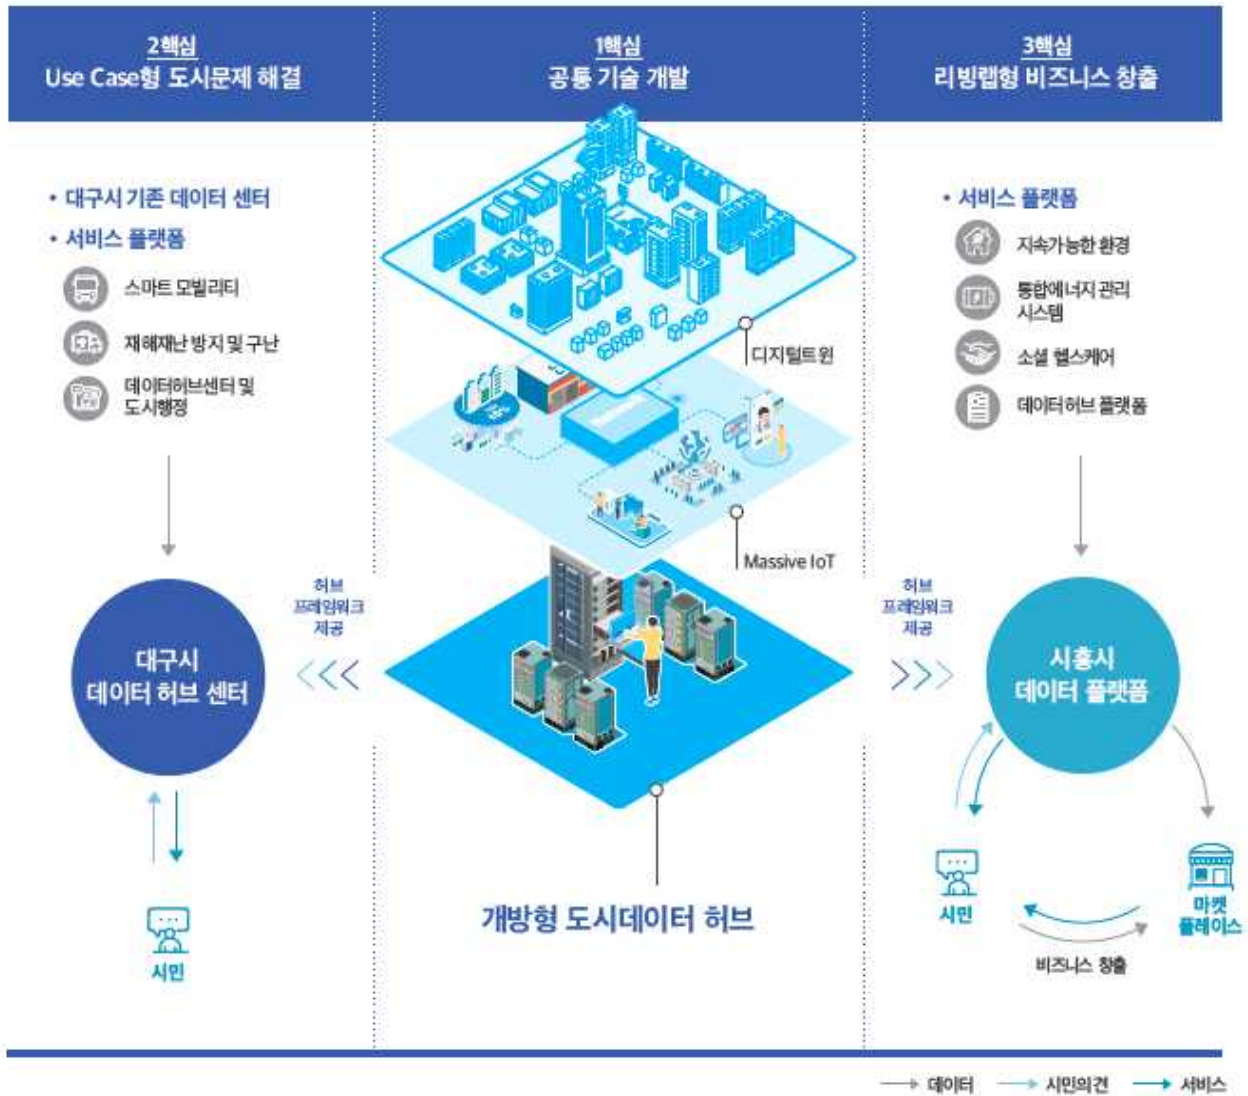 2핵심
Use Case형 도시문제 해결
1핵심
공통 기술 개발
3핵심
리빙랩형 비즈니스 창출
• 대구시 기존 데이터 센터
• 서비스 플랫폼
스마트 모빌리티
재해재난 방지 및 구난
데이터허브센터 및
도시행정
대구시
데이터 허브 센터
시민
허브
프레임워크
제공
디지털트윈
Massive IoT
개방형 도시데이터 허브
허브
프레임워크
제공
• 서비스 플랫폼
지속가능한 환경
통합에너지 관리
시스템
소셜 헬스케어
데이터허브 플랫폼
시흥시
데이터 플랫폼
시민
마켓
플레이스
비즈니스 창출
데이터
시민의견
서비스